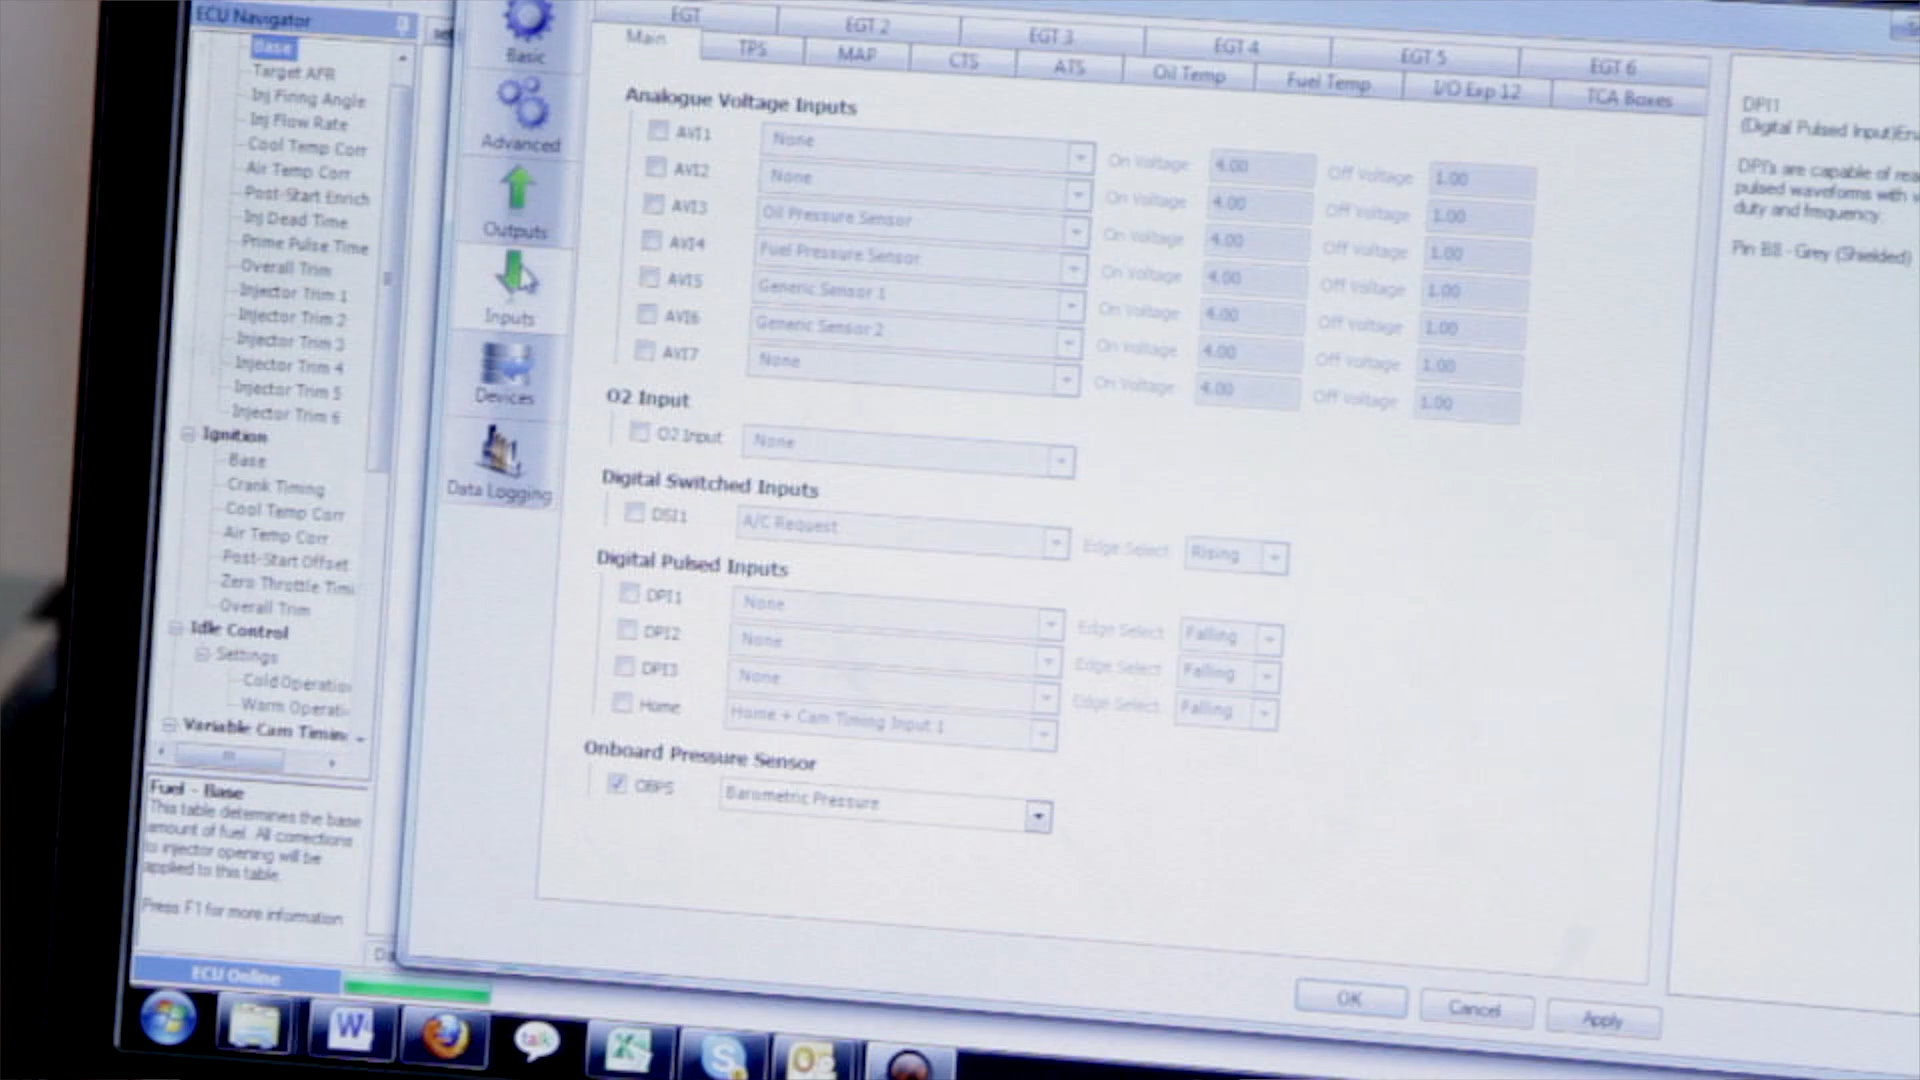 ECU Navigator
Base
Target AFR
Inj Firing Angle
Inj Flow Rate
Cool Temp Corr
Air Temp Corr
Post-Start Enrich
Inj Dead Time
Prime Pulse Time
Overall Trim
Injector Trim 1
Injector Trim 2
Injector Trim 3
Injector Trim 4
Injector Trim 5
Injector Trim 6
Ignition
Base
Crank Timing
Cool Temp Corr
Air Temp Corr
Post-Start Offset
Zero Throttle Timi
Overall Trim
Idle Control
Settings
Cold Operatio
Warm Operati
Variable Cam Timin
Fuel - Base
This table determines the base
amount of fuel. All corrections
to injector opening will be
applied to this table.
Press F1 for more information
ECU Online
Basic
Advanced
Outputs
Inputs
Devices
Data Logging
EGT EGT 2 EGT 3 EGT 4 EGT 5 EGT 6
Main TPS MAP CTS ATS Oil Temp Fuel Temp I/O Exp 12 TCA Boxes
Analogue Voltage Inputs
AVI1 None On Voltage 4.00 Off Voltage 1.00
AVI2 None On Voltage 4.00 Off Voltage 1.00
AVI3 Oil Pressure Sensor On Voltage 4.00 Off Voltage 1.00
AVI4 Fuel Pressure Sensor On Voltage 4.00 Off Voltage 1.00
AVI5 Generic Sensor 1 On Voltage 4.00 Off Voltage 1.00
AVI6 Generic Sensor 2 On Voltage 4.00 Off Voltage 1.00
AVI7 None On Voltage 4.00 Off Voltage 1.00
O2 Input
O2 Input None
Digital Switched Inputs
DSI1 A/C Request Edge Select Rising
Digital Pulsed Inputs
DPI1 None Edge Select Falling
DPI2 None Edge Select Falling
DPI3 None Edge Select Falling
Home Home + Cam Timing Input 1
Onboard Pressure Sensor
OBPS Barometric Pressure
OK Cancel Apply
DPI1
(Digital Pulsed Input)En
DPI's are capable of rea
pulsed waveforms with v
duty and frequency.
Pin B8 - Grey (Shielded)
W
talk
X
S
O